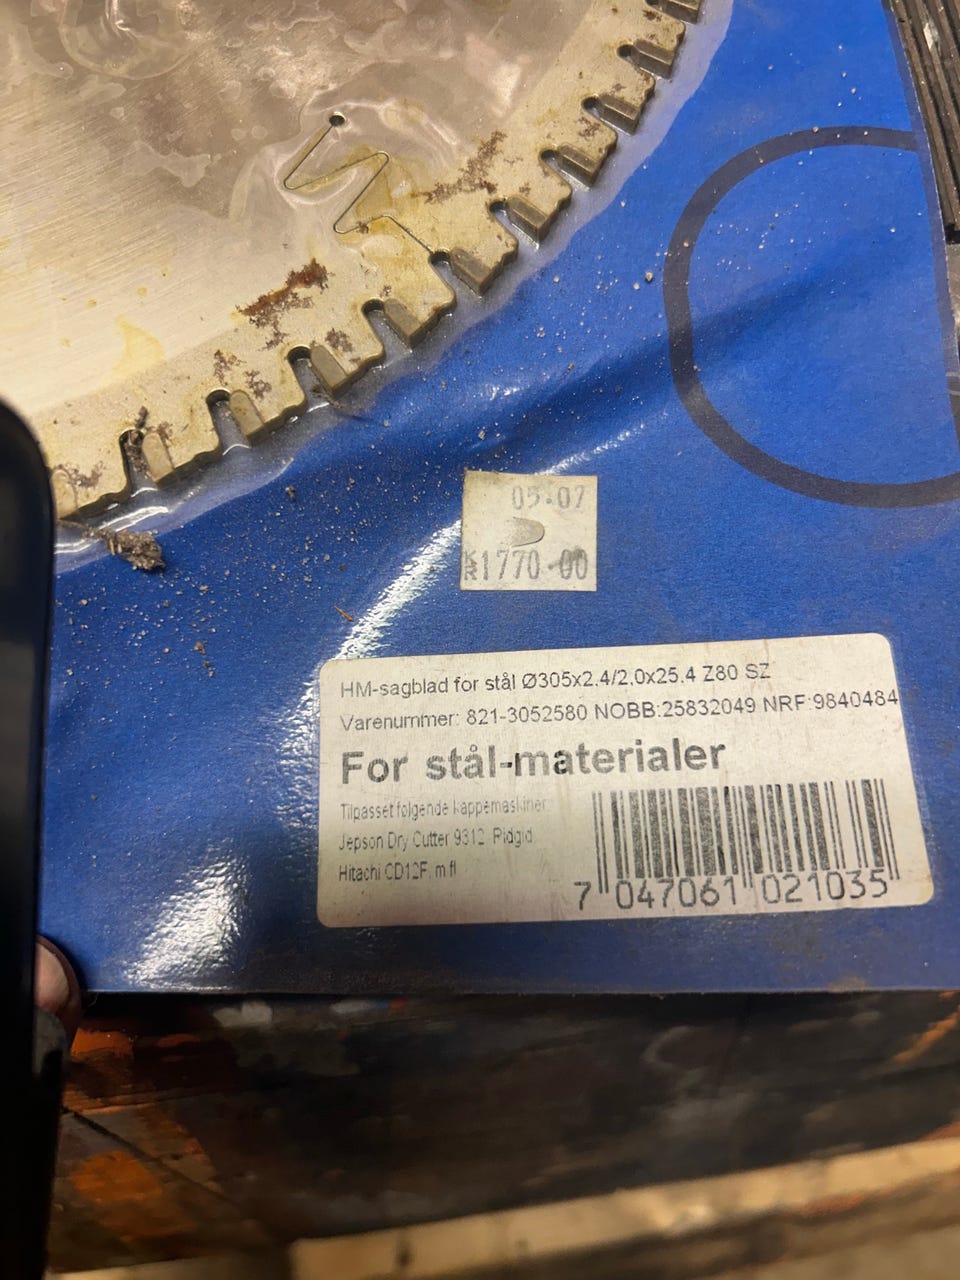 05.07
KR1770.00
HM-sagblad for stål Ø305x2,4/2,0x25,4 Z80 SZ
Varenummer: 821-3052580 NOBB:25832049 NRF:9840484
For stål-materialer
Tilpasset følgende kappemaskiner
Jepson Dry Cutter 9312, Ridgid,
Hitachi CD12F, m.fl
7 047061 021035